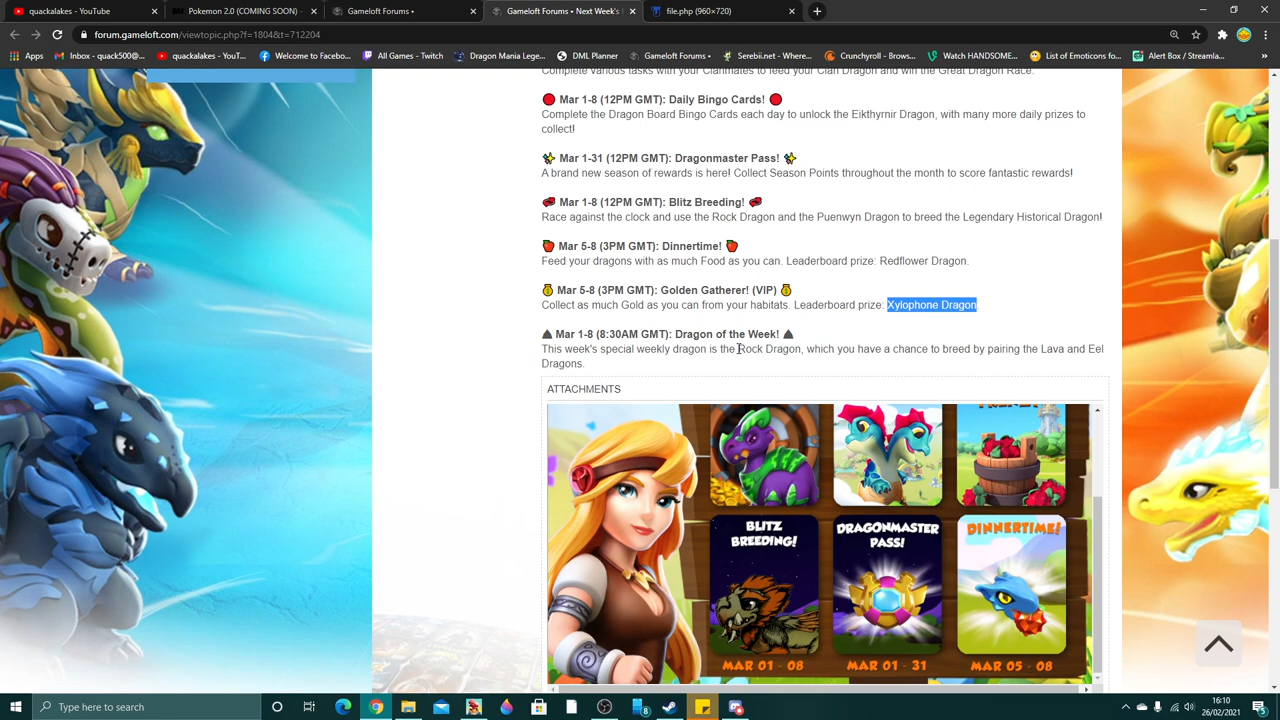 YouTube
Pokemon 2.0 (COMING SOON) -
Gameloft Forums •
Gameloft Forums • Next Week's
file.php (960×720)
forum.gameloft.com/viewtopic.php?f=1804&t=712204
Apps
Inbox - quack500@...
quackalakes - YouT...
Welcome to Facebo...
All Games - Twitch
Dragon Mania Lege...
DML Planner
Gameloft Forums •
Serebii.net - Where...
Crunchyroll - Brows...
Watch HANDSOME...
List of Emoticons fo...
Alert Box / Streamla...
Complete various tasks with your Clanmates to feed your Clan Dragon and win the Great Dragon Race.
Mar 1-8 (12PM GMT): Daily Bingo Cards!
Complete the Dragon Board Bingo Cards each day to unlock the Eikthyrnir Dragon, with many more daily prizes to
collect!
Mar 1-31 (12PM GMT): Dragonmaster Pass!
A brand new season of rewards is here! Collect Season Points throughout the month to score fantastic rewards!
Mar 1-8 (12PM GMT): Blitz Breeding!
Race against the clock and use the Rock Dragon and the Puenwyn Dragon to breed the Legendary Historical Dragon!
Mar 5-8 (3PM GMT): Dinnertime!
Feed your dragons with as much Food as you can. Leaderboard prize: Redflower Dragon.
Mar 5-8 (3PM GMT): Golden Gatherer! (VIP)
Collect as much Gold as you can from your habitats. Leaderboard prize: Xylophone Dragon
Mar 1-8 (8:30AM GMT): Dragon of the Week!
This week's special weekly dragon is the Rock Dragon, which you have a chance to breed by pairing the Lava and Eel
Dragons.
ATTACHMENTS
BLITZ
BREEDING!
DRAGONMASTER
PASS!
DINNERTIME!
MAR 01 - 08
MAR 01 - 31
MAR 05 - 08
Type here to search
16:10
26/02/2021